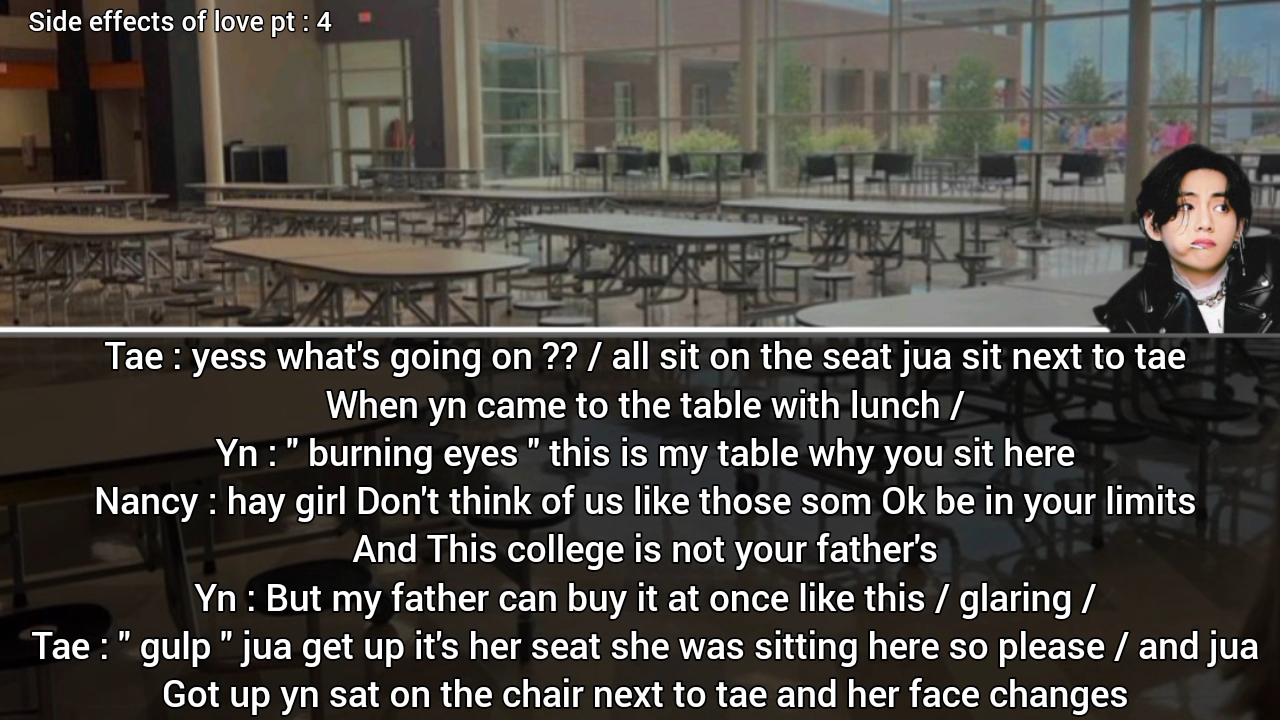 Side effects of love pt : 4
Tae : yess what's going on ?? / all sit on the seat jua sit next to tae
When yn came to the table with lunch /
Yn : " burning eyes " this is my table why you sit here
Nancy : hay girl Don't think of us like those som Ok be in your limits
And This college is not your father's
Yn : But my father can buy it at once like this / glaring /
Tae : " gulp " jua get up it's her seat she was sitting here so please / and jua
Got up yn sat on the chair next to tae and her face changes